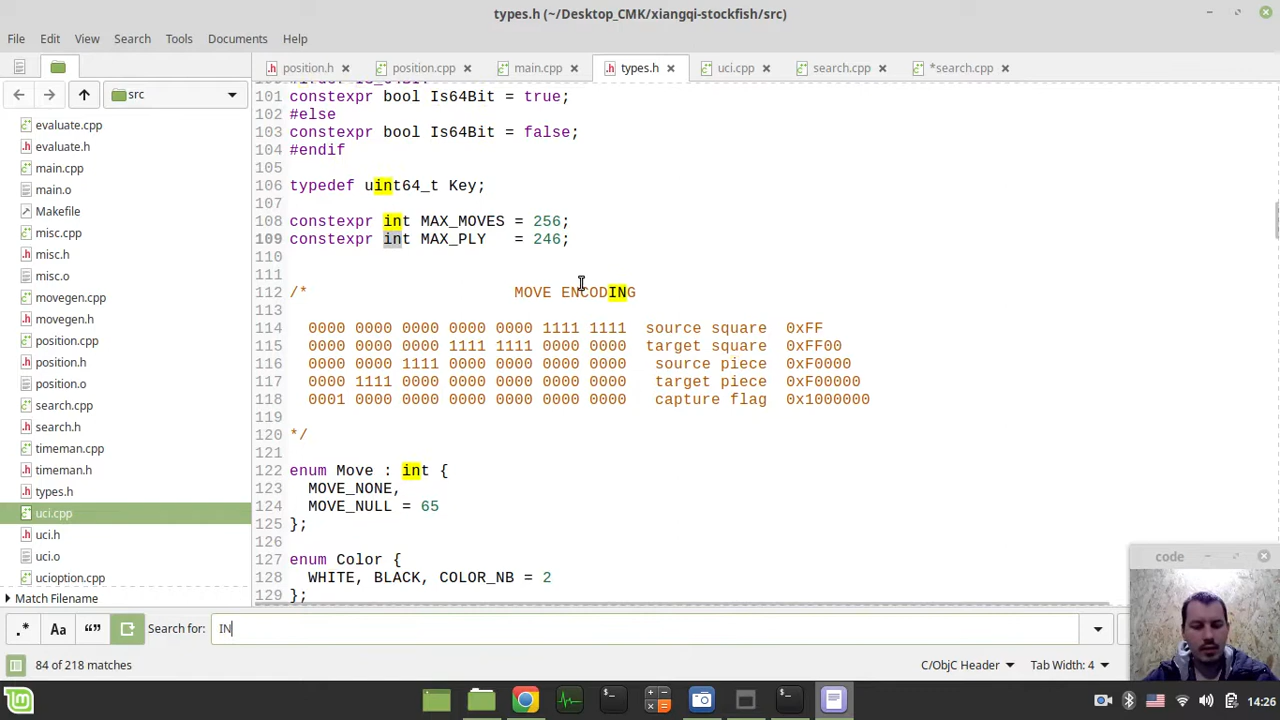 types.h (~/Desktop_CMK/xiangqi-stockfish/src)
File Edit View Search Tools Documents Help
position.h position.cpp main.cpp types.h uci.cpp search.cpp *search.cpp
src
evaluate.cpp
evaluate.h
main.cpp
main.o
Makefile
misc.cpp
misc.h
misc.o
movegen.cpp
movegen.h
position.cpp
position.h
position.o
search.cpp
search.h
timeman.cpp
timeman.h
types.h
uci.cpp
uci.h
uci.o
ucioption.cpp
Match Filename
101 constexpr bool Is64Bit = true;
102 #else
103 constexpr bool Is64Bit = false;
104 #endif
105
106 typedef uint64_t Key;
107
108 constexpr int MAX_MOVES = 256;
109 constexpr int MAX_PLY = 246;
110
111
112 /* MOVE ENCODING
113
114 0000 0000 0000 0000 0000 1111 1111 source square 0xFF
115 0000 0000 0000 1111 1111 0000 0000 target square 0xFF00
116 0000 0000 1111 0000 0000 0000 0000 source piece 0xF0000
117 0000 1111 0000 0000 0000 0000 0000 target piece 0xF00000
118 0001 0000 0000 0000 0000 0000 0000 capture flag 0x1000000
119
120 */
121
122 enum Move : int {
123 MOVE_NONE,
124 MOVE_NULL = 65
125 };
126
127 enum Color {
128 WHITE, BLACK, COLOR_NB = 2
129 };
code
.* Aa “” Search for: IN
84 of 218 matches C/ObjC Header Tab Width: 4
14:26